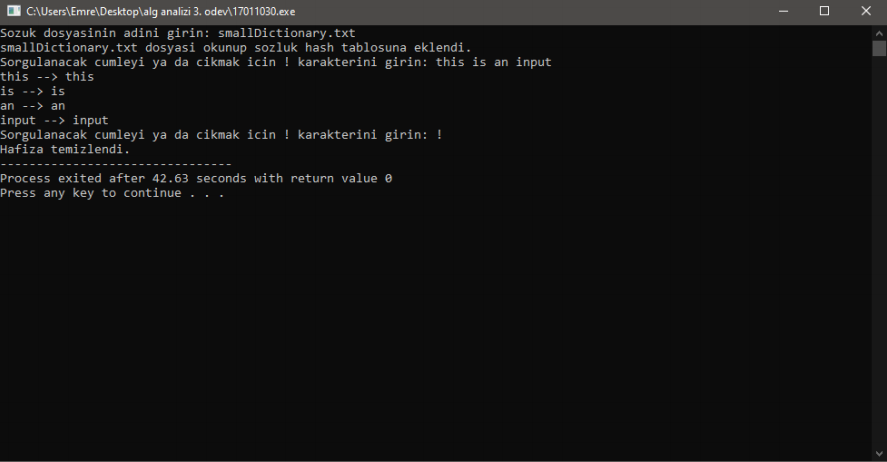 C:\Users\Emre\Desktop\alg analizi 3. odev\17011030.exe
Sozuk dosyasinin adini girin: smallDictionary.txt
smallDictionary.txt dosyasi okunup sozluk hash tablosuna eklendi.
Sorgulanacak cumleyi ya da cikmak icin ! karakterini girin: this is an input
this --> this
is --> is
an --> an
input --> input
Sorgulanacak cumleyi ya da cikmak icin ! karakterini girin: !
Hafiza temizlendi.
--------------------------------
Process exited after 42.63 seconds with return value 0
Press any key to continue . . .